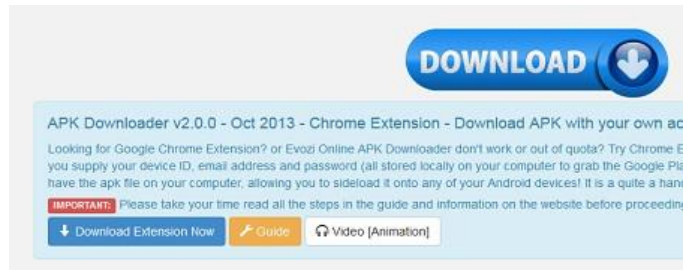 DOWNLOAD
APK Downloader v2.0.0 - Oct 2013 - Chrome Extension - Download APK with your own ac
Looking for Google Chrome Extension? or Evozi Online APK Downloader don't work or out of quota? Try Chrome E
you supply your device ID, email address and password (all stored locally on your computer to grab the Google Pla
have the apk file on your computer, allowing you to sideload it onto any of your Android devices! It is a quite a han
IMPORTANT: Please take your time read all the steps in the guide and information on the website before proceeding
Download Extension Now Guide Video [Animation]